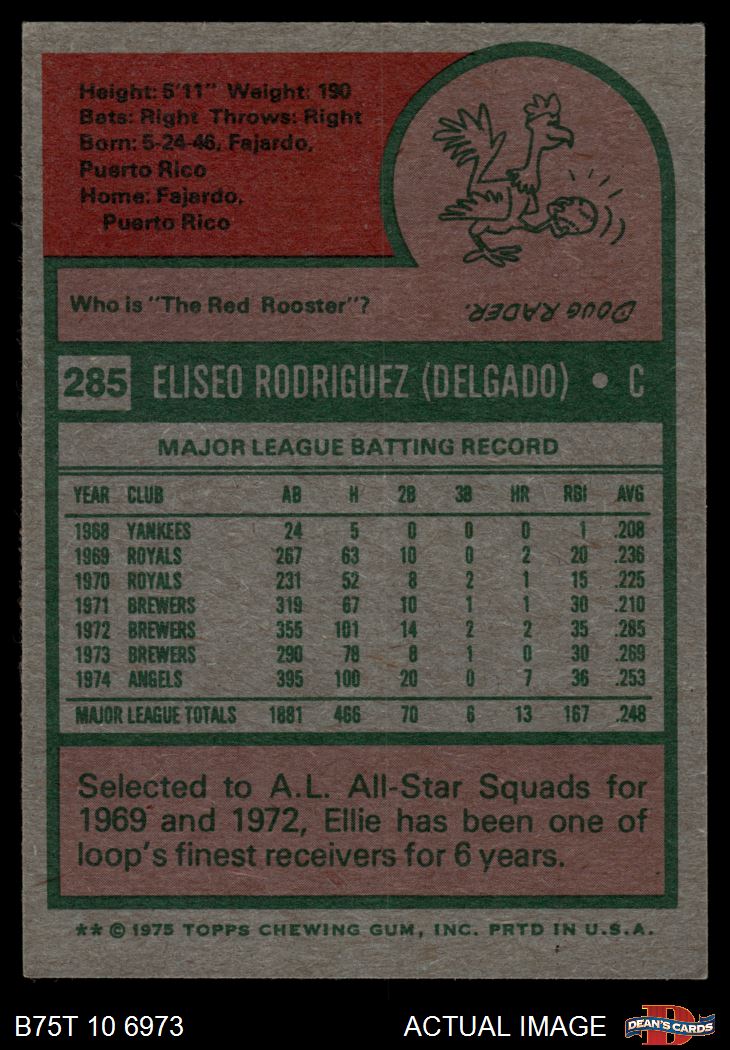 Height: 5'11" Weight: 190
Bats: Right Throws: Right
Born: 5-24-46, Fajardo,
Puerto Rico
Home: Fajardo,
Puerto Rico
Who is "The Red Rooster"?
DOUG RADER.
285 ELISEO RODRIGUEZ (DELGADO) • C
MAJOR LEAGUE BATTING RECORD
YEAR CLUB AB H 2B 3B HR RBI AVG
1968 YANKEES 24 5 0 0 0 1 .208
1969 ROYALS 267 63 10 0 2 20 .236
1970 ROYALS 231 52 8 2 1 15 .225
1971 BREWERS 319 67 10 1 1 30 .210
1972 BREWERS 355 101 14 2 2 35 .285
1973 BREWERS 290 78 8 1 0 30 .269
1974 ANGELS 395 100 20 0 7 36 .253
MAJOR LEAGUE TOTALS 1881 466 70 6 13 167 .248
Selected to A.L. All-Star Squads for
1969 and 1972, Ellie has been one of
loop's finest receivers for 6 years.
** © 1975 TOPPS CHEWING GUM, INC. PRTD IN U.S.A.
B75T 10 6973 ACTUAL IMAGE D DEAN'S CARDS